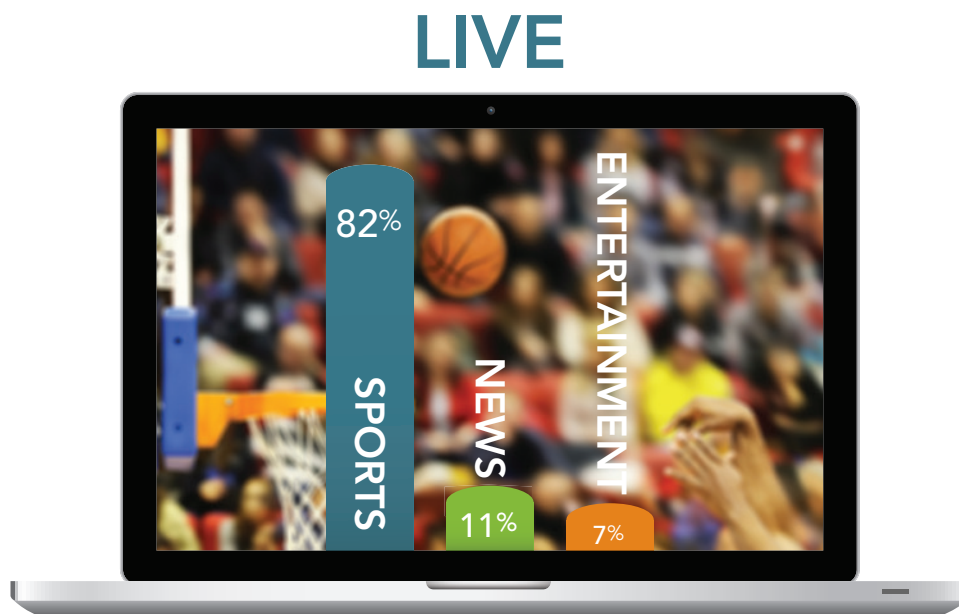 LIVE
82%
SPORTS
NEWS
11%
ENTERTAINMENT
7%